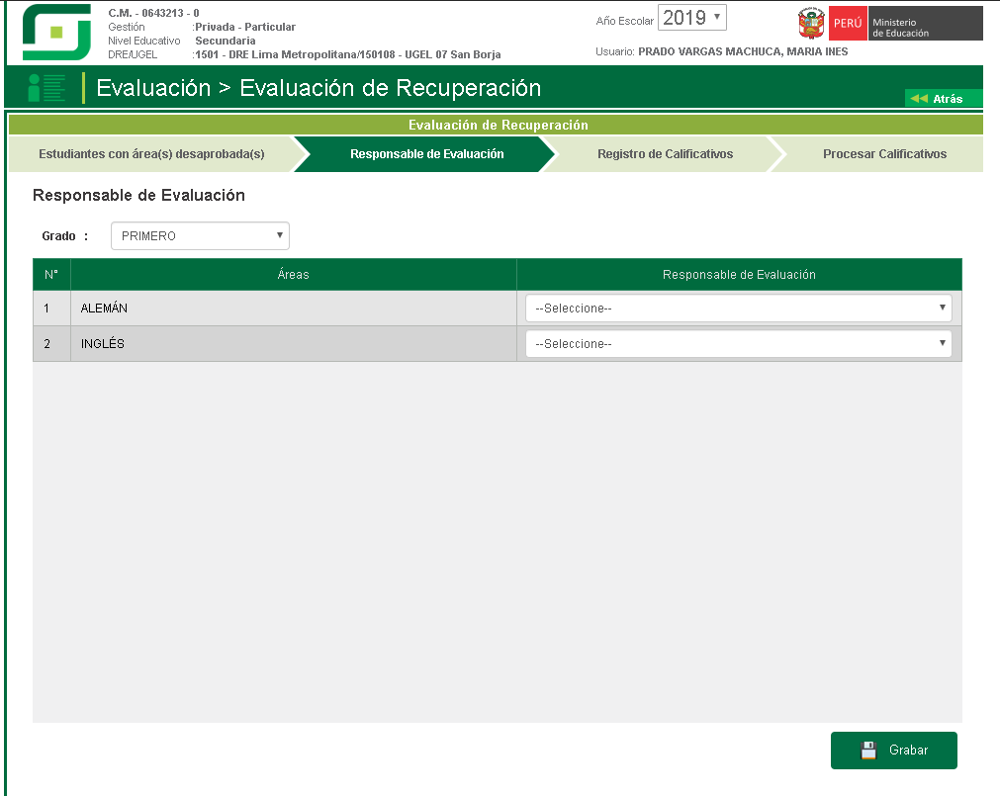 C.M. - 0643213 - 0
Gestión :Privada - Particular
Nivel Educativo Secundaria
DRE/UGEL :1501 - DRE Lima Metropolitana/150108 - UGEL 07 San Borja
Año Escolar 2019
Usuario: PRADO VARGAS MACHUCA, MARIA INES
PERÚ
Ministerio
de Educación
Evaluación > Evaluación de Recuperación
Atrás
Evaluación de Recuperación
Estudiantes con área(s) desaprobada(s) Responsable de Evaluación Registro de Calificativos Procesar Calificativos
Responsable de Evaluación
Grado : PRIMERO
N° Áreas Responsable de Evaluación
1 ALEMÁN --Seleccione--
2 INGLÉS --Seleccione--
Grabar